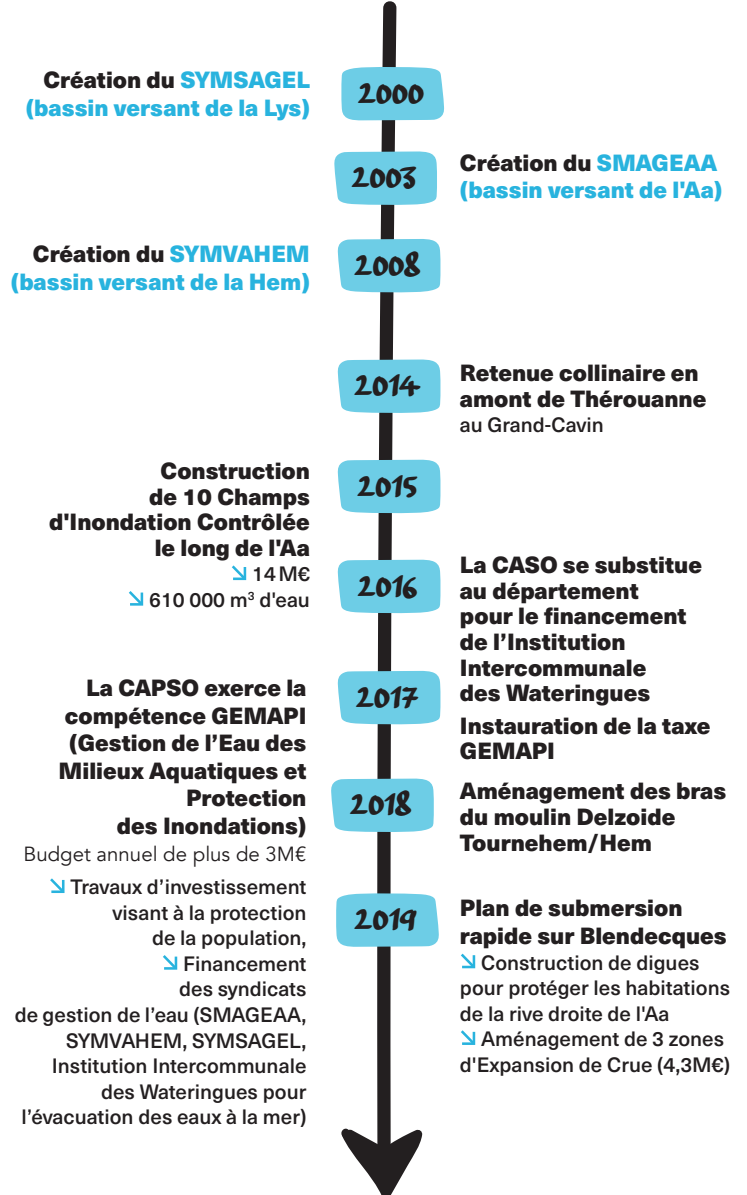 Création du SYMSAGEL
(bassin versant de la Lys)
2000
2003
Création du SMAGEAA
(bassin versant de l'Aa)
Création du SYMVAHEM
(bassin versant de la Hem)
2008
2014
Retenue collinaire en
amont de Thérouanne
au Grand-Cavin
Construction
de 10 Champs
d'Inondation Contrôlée
le long de l'Aa
↘ 14 M€
↘ 610 000 m³ d'eau
2015
2016
La CASO se substitue
au département
pour le financement
de l’Institution
Intercommunale
des Wateringues
La CAPSO exerce la
compétence GEMAPI
(Gestion de l’Eau des
Milieux Aquatiques et
Protection
des Inondations)
Budget annuel de plus de 3M€
↘ Travaux d’investissement
visant à la protection
de la population,
↘ Financement
des syndicats
de gestion de l’eau (SMAGEAA,
SYMVAHEM, SYMSAGEL,
Institution Intercommunale
des Wateringues pour
l’évacuation des eaux à la mer)
2017
Instauration de la taxe
GEMAPI
2018
Aménagement des bras
du moulin Delzoide
Tournehem/Hem
2019
Plan de submersion
rapide sur Blendecques
↘ Construction de digues
pour protéger les habitations
de la rive droite de l'Aa
↘ Aménagement de 3 zones
d'Expansion de Crue (4,3M€)